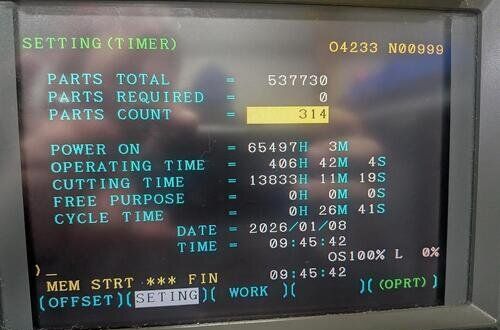 SETTING(TIMER) O4233 N00999
PARTS TOTAL = 537730
PARTS REQUIRED = 0
PARTS COUNT = 314
POWER ON = 65497H 3M
OPERATING TIME = 406H 42M 4S
CUTTING TIME = 13833H 11M 19S
FREE PURPOSE = 0H 0M 0S
CYCLE TIME = 0H 26M 41S
DATE = 2026/01/08
TIME = 09:45:42
OS100% L 0%
)_
MEM STRT *** FIN 09:45:42
(OFFSET)(SETING)( WORK )( )(OPRT)